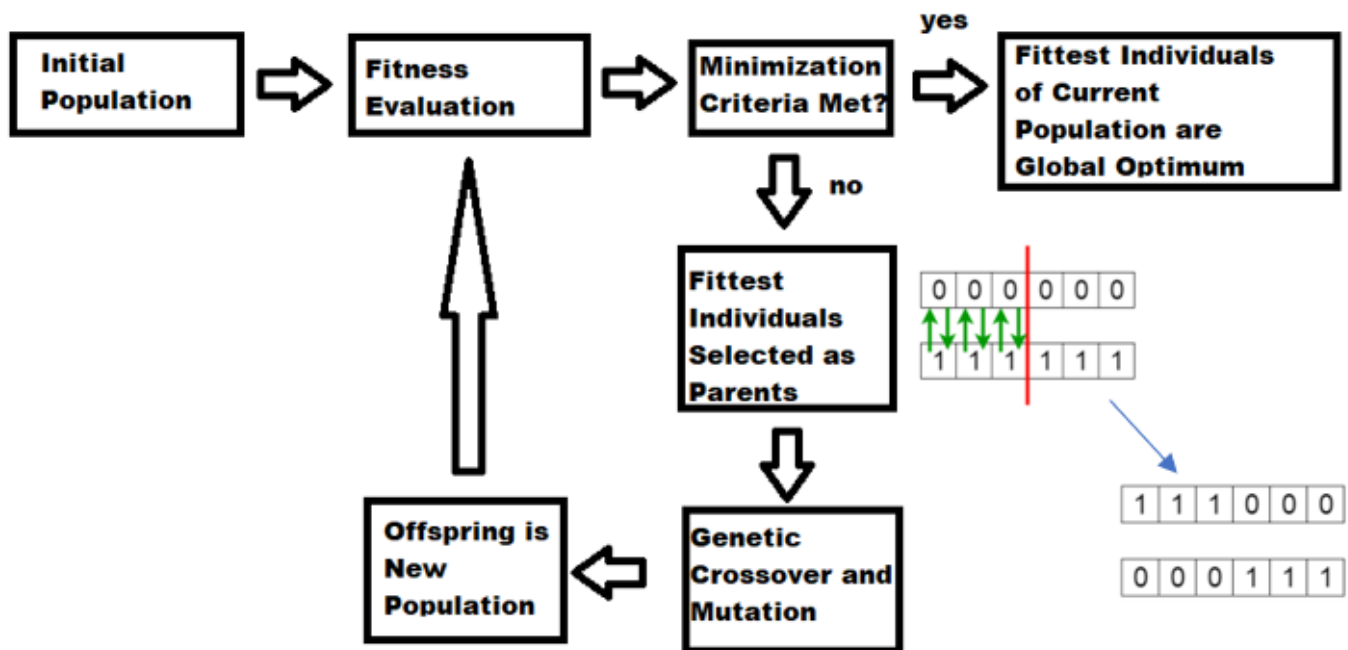 Initial
Population
Fitness
Evaluation
Minimization
Criteria Met?
yes
Fittest Individuals
of Current
Population are
Global Optimum
no
Fittest
Individuals
Selected as
Parents
0 0 0 0 0 0
1 1 1 1 1 1
1 1 1 0 0 0
0 0 0 1 1 1
Genetic
Crossover and
Mutation
Offspring is
New
Population